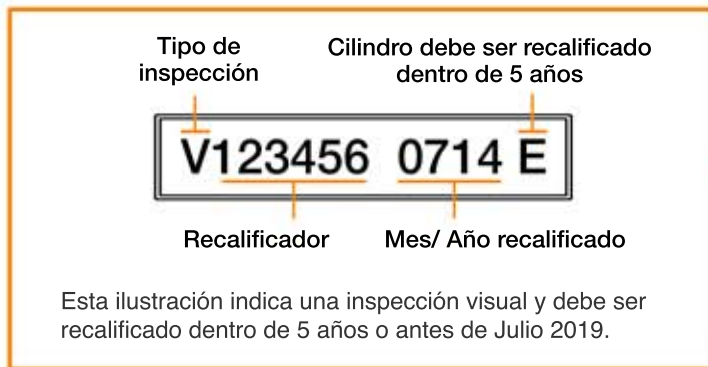 Tipo de
inspección
Cilindro debe ser recalificado
dentro de 5 años
V123456 0714 E
Recalificador
Mes/ Año recalificado
Esta ilustración indica una inspección visual y debe ser
recalificado dentro de 5 años o antes de Julio 2019.